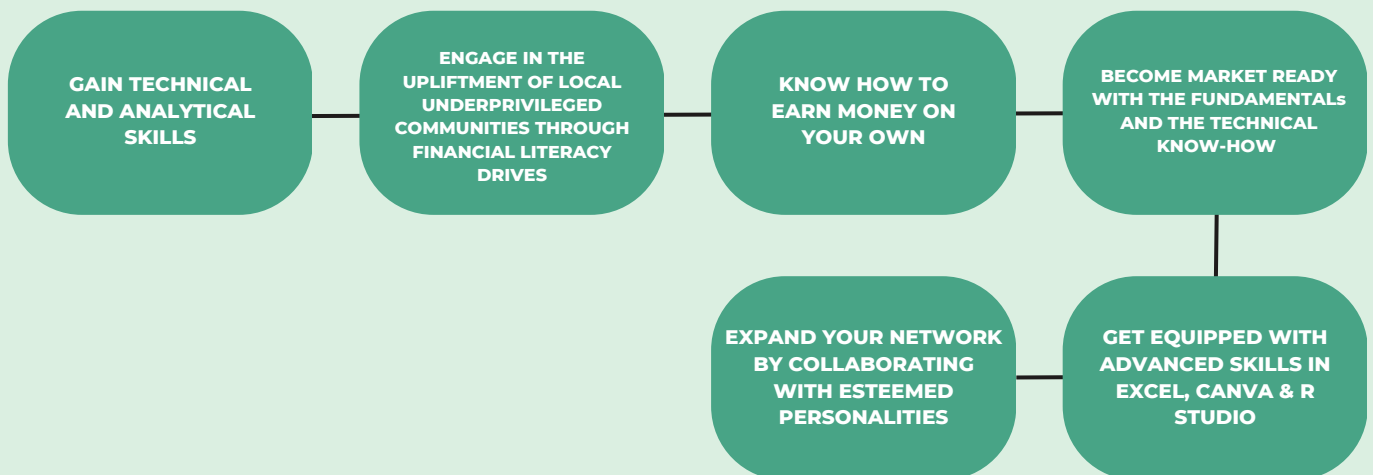 GAIN TECHNICAL
AND ANALYTICAL
SKILLS
ENGAGE IN THE
UPLIFTMENT OF LOCAL
UNDERPRIVILEGED
COMMUNITIES THROUGH
FINANCIAL LITERACY
DRIVES
KNOW HOW TO
EARN MONEY ON
YOUR OWN
BECOME MARKET READY
WITH THE FUNDAMENTALs
AND THE TECHNICAL
KNOW-HOW
GET EQUIPPED WITH
ADVANCED SKILLS IN
EXCEL, CANVA & R
STUDIO
EXPAND YOUR NETWORK
BY COLLABORATING
WITH ESTEEMED
PERSONALITIES